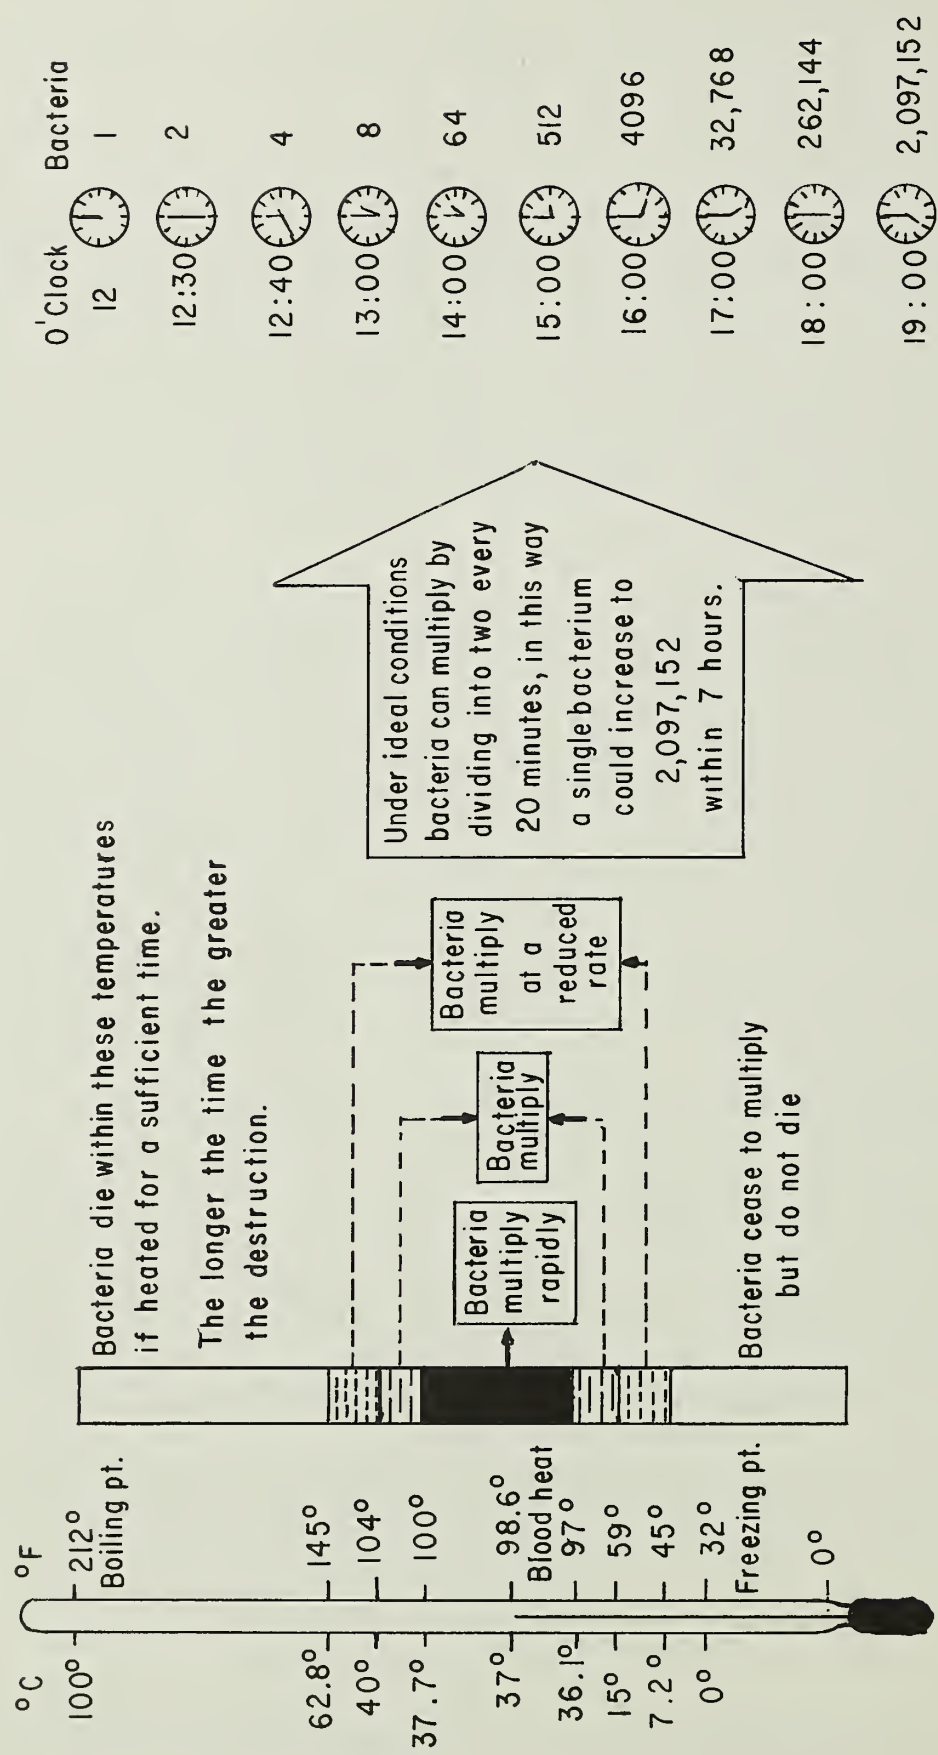 °C °F
100° 212°
Boiling pt.
62.8° 145°
40° 104°
37.7° 100°
37° 98.6°
Blood heat
36.1° 97°
15° 59°
7.2° 45°
0° 32°
Freezing pt.
0°
Bacteria die within these temperatures
if heated for a sufficient time.
The longer the time the greater
the destruction.
Bacteria
multiply
rapidly
Bacteria
multiply
Bacteria
multiply
at a
reduced
rate
Bacteria cease to multiply
but do not die
Under ideal conditions
bacteria can multiply by
dividing into two every
20 minutes, in this way
a single bacterium
could increase to
2,097,152
within 7 hours.
O'Clock Bacteria
12 1
12:30 2
12:40 4
13:00 8
14:00 64
15:00 512
16:00 4096
17:00 32,768
18:00 262,144
19:00 2,097,152